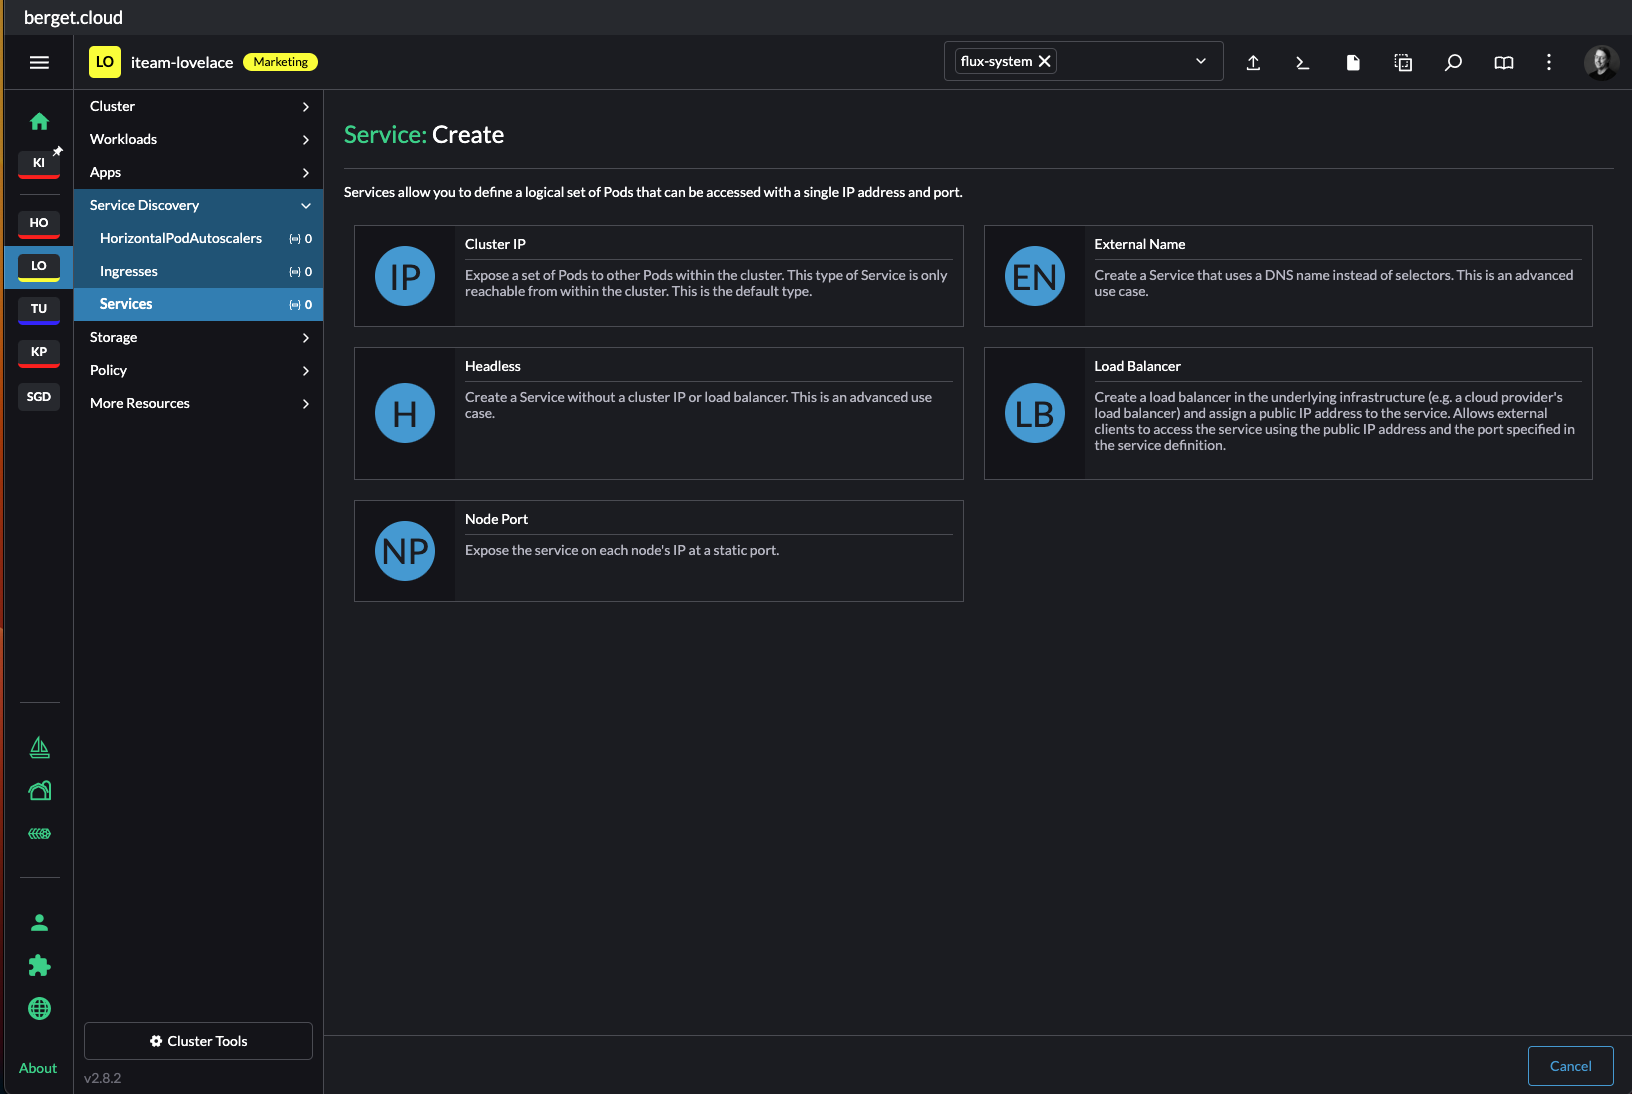 berget.cloud
LO iteam-lovelace Marketing
flux-system
Cluster
Workloads
Apps
Service Discovery
HorizontalPodAutoscalers 0
Ingresses 0
Services 0
Storage
Policy
More Resources
KI
HO
LO
TU
KP
SGD
About
Cluster Tools
v2.8.2
Service: Create
Services allow you to define a logical set of Pods that can be accessed with a single IP address and port.
IP
Cluster IP
Expose a set of Pods to other Pods within the cluster. This type of Service is only
reachable from within the cluster. This is the default type.
EN
External Name
Create a Service that uses a DNS name instead of selectors. This is an advanced
use case.
H
Headless
Create a Service without a cluster IP or load balancer. This is an advanced use
case.
LB
Load Balancer
Create a load balancer in the underlying infrastructure (e.g. a cloud provider's
load balancer) and assign a public IP address to the service. Allows external
clients to access the service using the public IP address and the port specified in
the service definition.
NP
Node Port
Expose the service on each node's IP at a static port.
Cancel